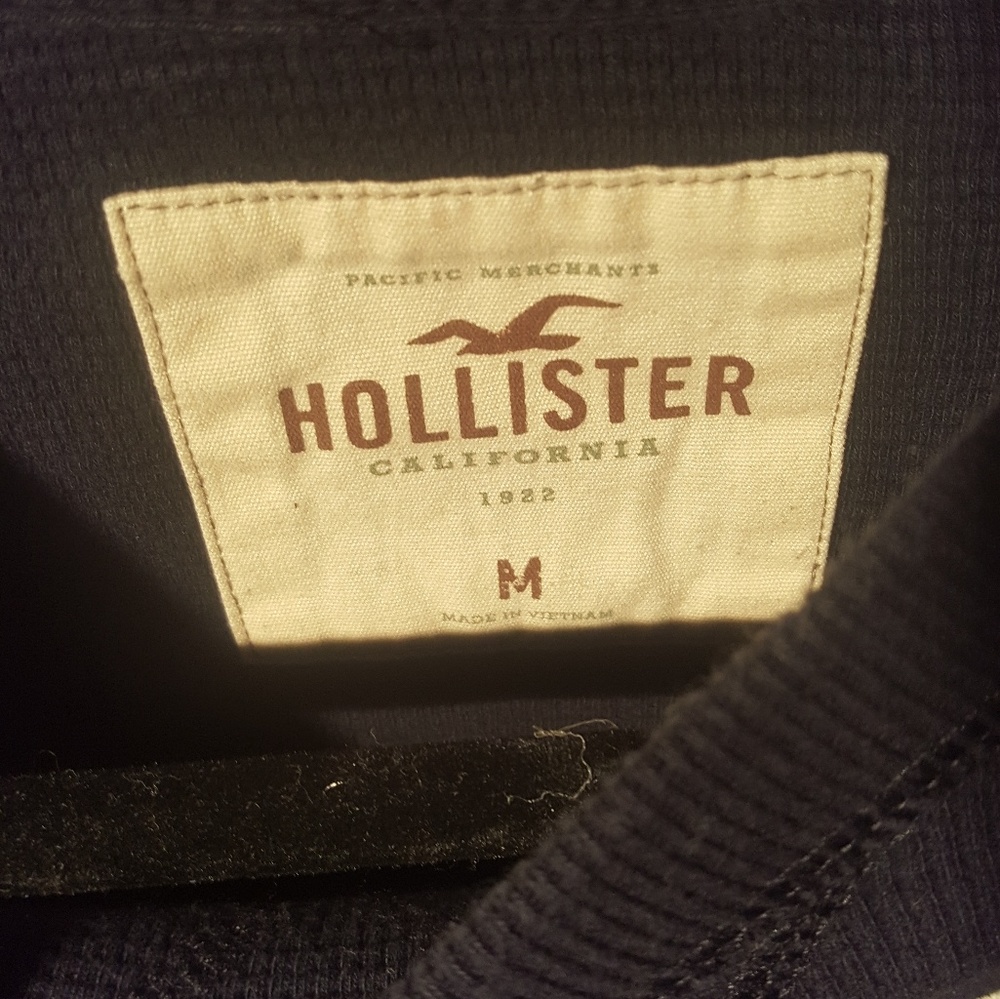 PACIFIC MERCHANTS
HOLLISTER
CALIFORNIA
1922
M
MADE IN VIETNAM